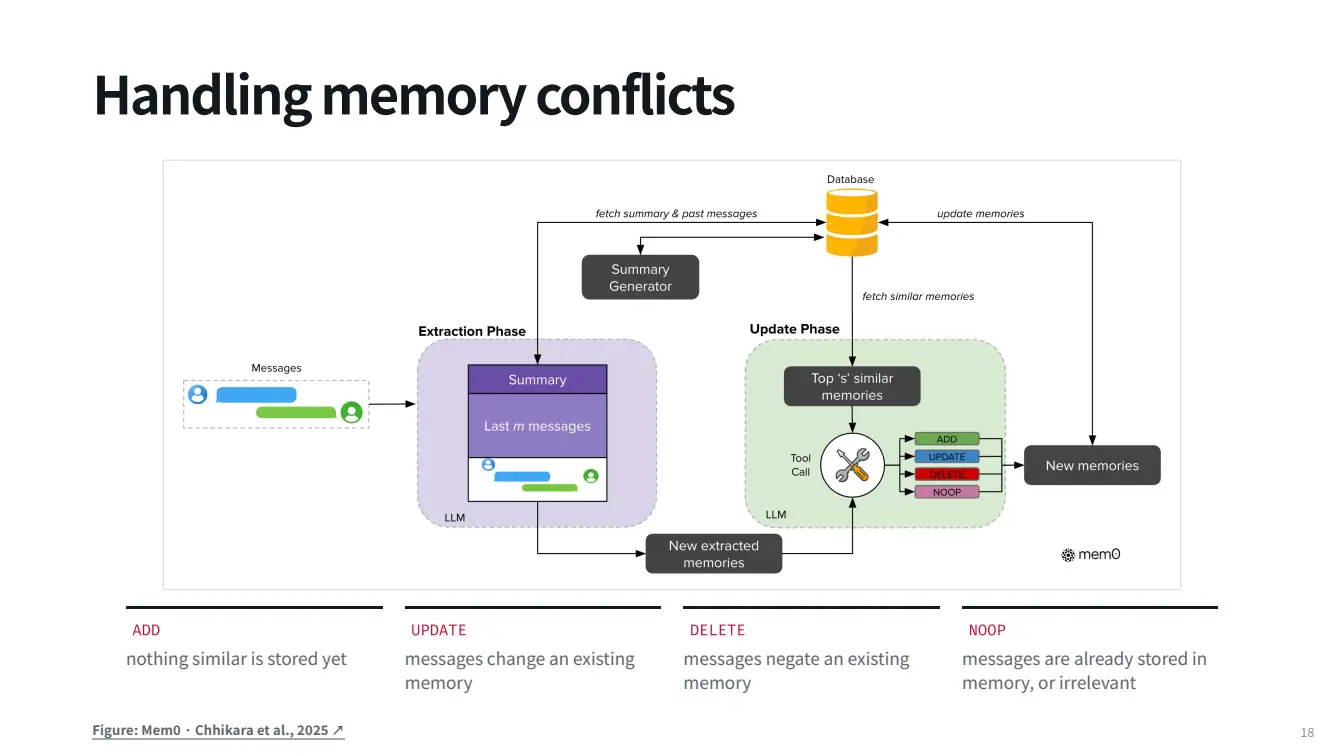 Handling memory conflicts
Database
fetch summary & past messages
update memories
Summary
Generator
fetch similar memories
Extraction Phase
Update Phase
Messages
Summary
Last m messages
LLM
Top ‘s’ similar
memories
Tool
Call
ADD
UPDATE
DELETE
NOOP
LLM
New memories
New extracted
memories
mem0
ADD
nothing similar is stored yet
UPDATE
messages change an existing
memory
DELETE
messages negate an existing
memory
NOOP
messages are already stored in
memory, or irrelevant
Figure: Mem0 · Chhikara et al., 2025 ↗
18